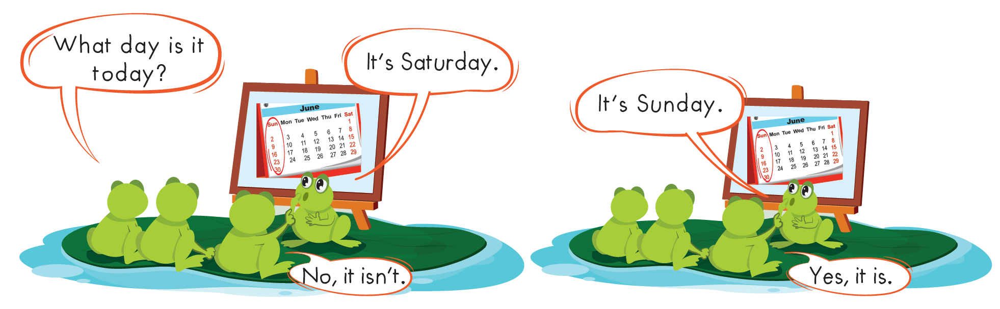 What day is it
today?
It's Saturday.
June
Sun Mon Tue Wed Thu Fri Sat
1
2 3 4 5 6 7 8
9 10 11 12 13 14 15
16 17 18 19 20 21 22
23 24 25 26 27 28 29
30
No, it isn't.
It's Sunday.
June
Sun Mon Tue Wed Thu Fri Sat
1
2 3 4 5 6 7 8
9 10 11 12 13 14 15
16 17 18 19 20 21 22
23 24 25 26 27 28 29
30
Yes, it is.